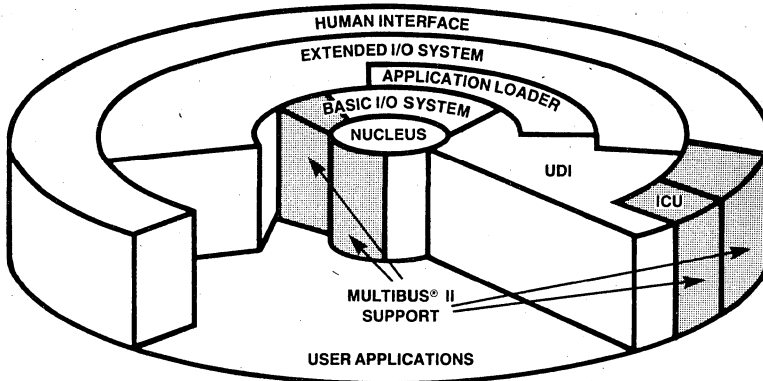 HUMAN INTERFACE
EXTENDED I/O SYSTEM
APPLICATION LOADER
BASIC I/O SYSTEM
NUCLEUS
UDI
ICU
MULTIBUS® II
SUPPORT
USER APPLICATIONS